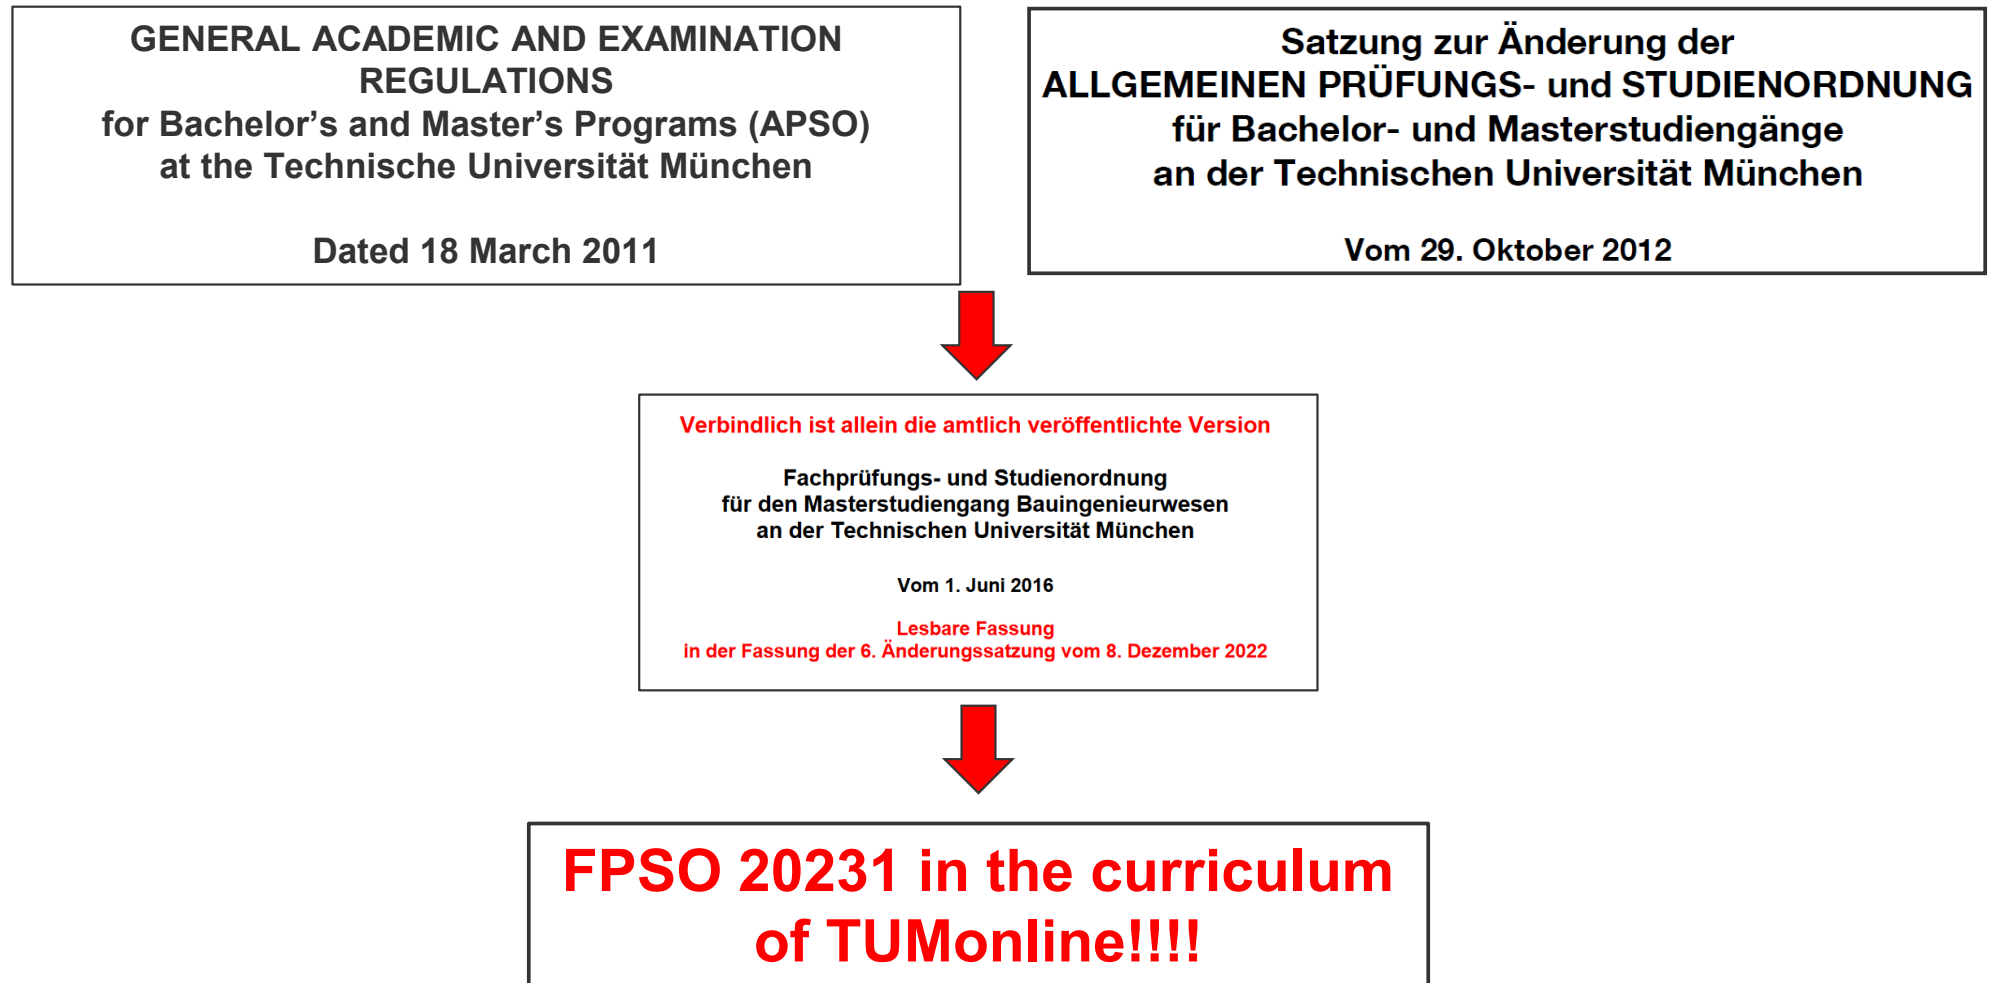 GENERAL ACADEMIC AND EXAMINATION
REGULATIONS
for Bachelor’s and Master’s Programs (APSO)
at the Technische Universität München
Dated 18 March 2011
Satzung zur Änderung der
ALLGEMEINEN PRÜFUNGS- und STUDIENORDNUNG
für Bachelor- und Masterstudiengänge
an der Technischen Universität München
Vom 29. Oktober 2012
Verbindlich ist allein die amtlich veröffentlichte Version
Fachprüfungs- und Studienordnung
für den Masterstudiengang Bauingenieurwesen
an der Technischen Universität München
Vom 1. Juni 2016
Lesbare Fassung
in der Fassung der 6. Änderungssatzung vom 8. Dezember 2022
FPSO 20231 in the curriculum
of TUMonline!!!!